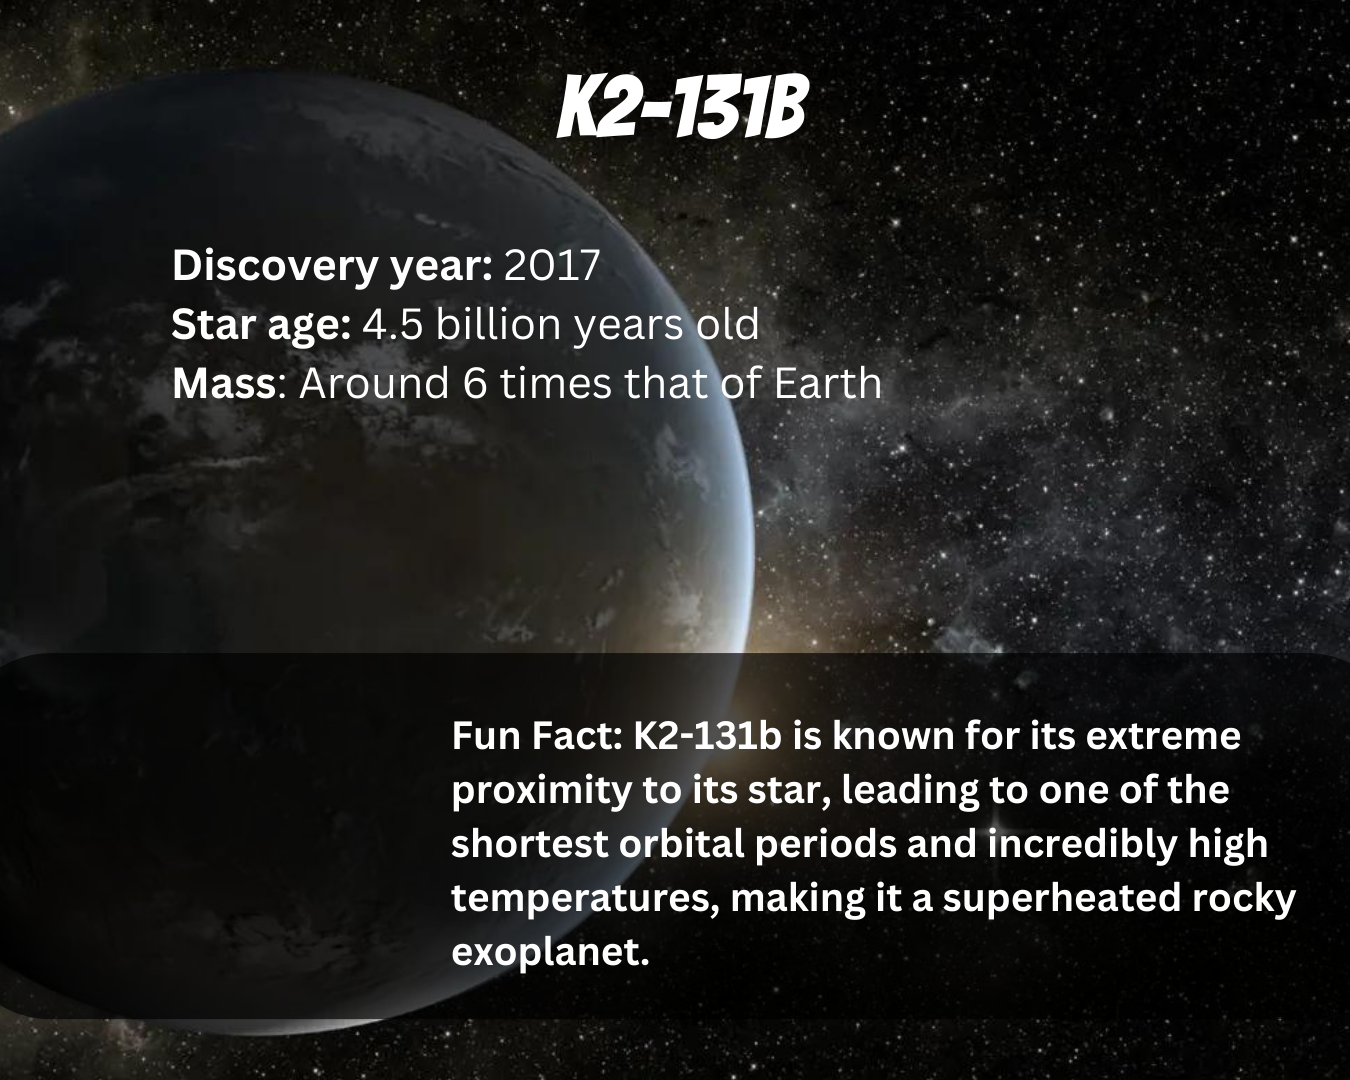 K2-131B
Discovery year: 2017
Star age: 4.5 billion years old
Mass: Around 6 times that of Earth
Fun Fact: K2-131b is known for its extreme
proximity to its star, leading to one of the
shortest orbital periods and incredibly high
temperatures, making it a superheated rocky
exoplanet.